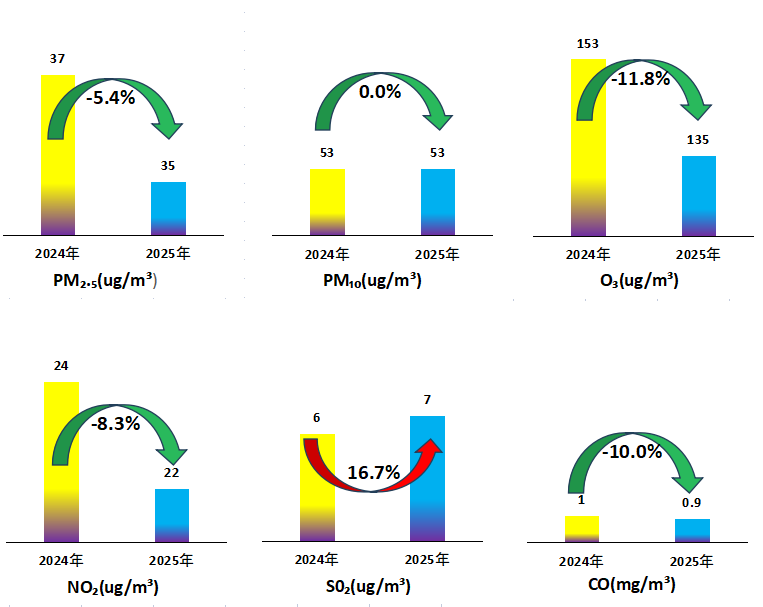 37
-5.4%
35
2024年 2025年
PM₂.₅(ug/m³)
0.0%
53 53
2024年 2025年
PM₁₀(ug/m³)
153
-11.8%
135
2024年 2025年
O₃(ug/m³)
24
-8.3%
22
2024年 2025年
NO₂(ug/m³)
7
6
16.7%
2024年 2025年
S0₂(ug/m³)
-10.0%
1 0.9
2024年 2025年
CO(mg/m³)